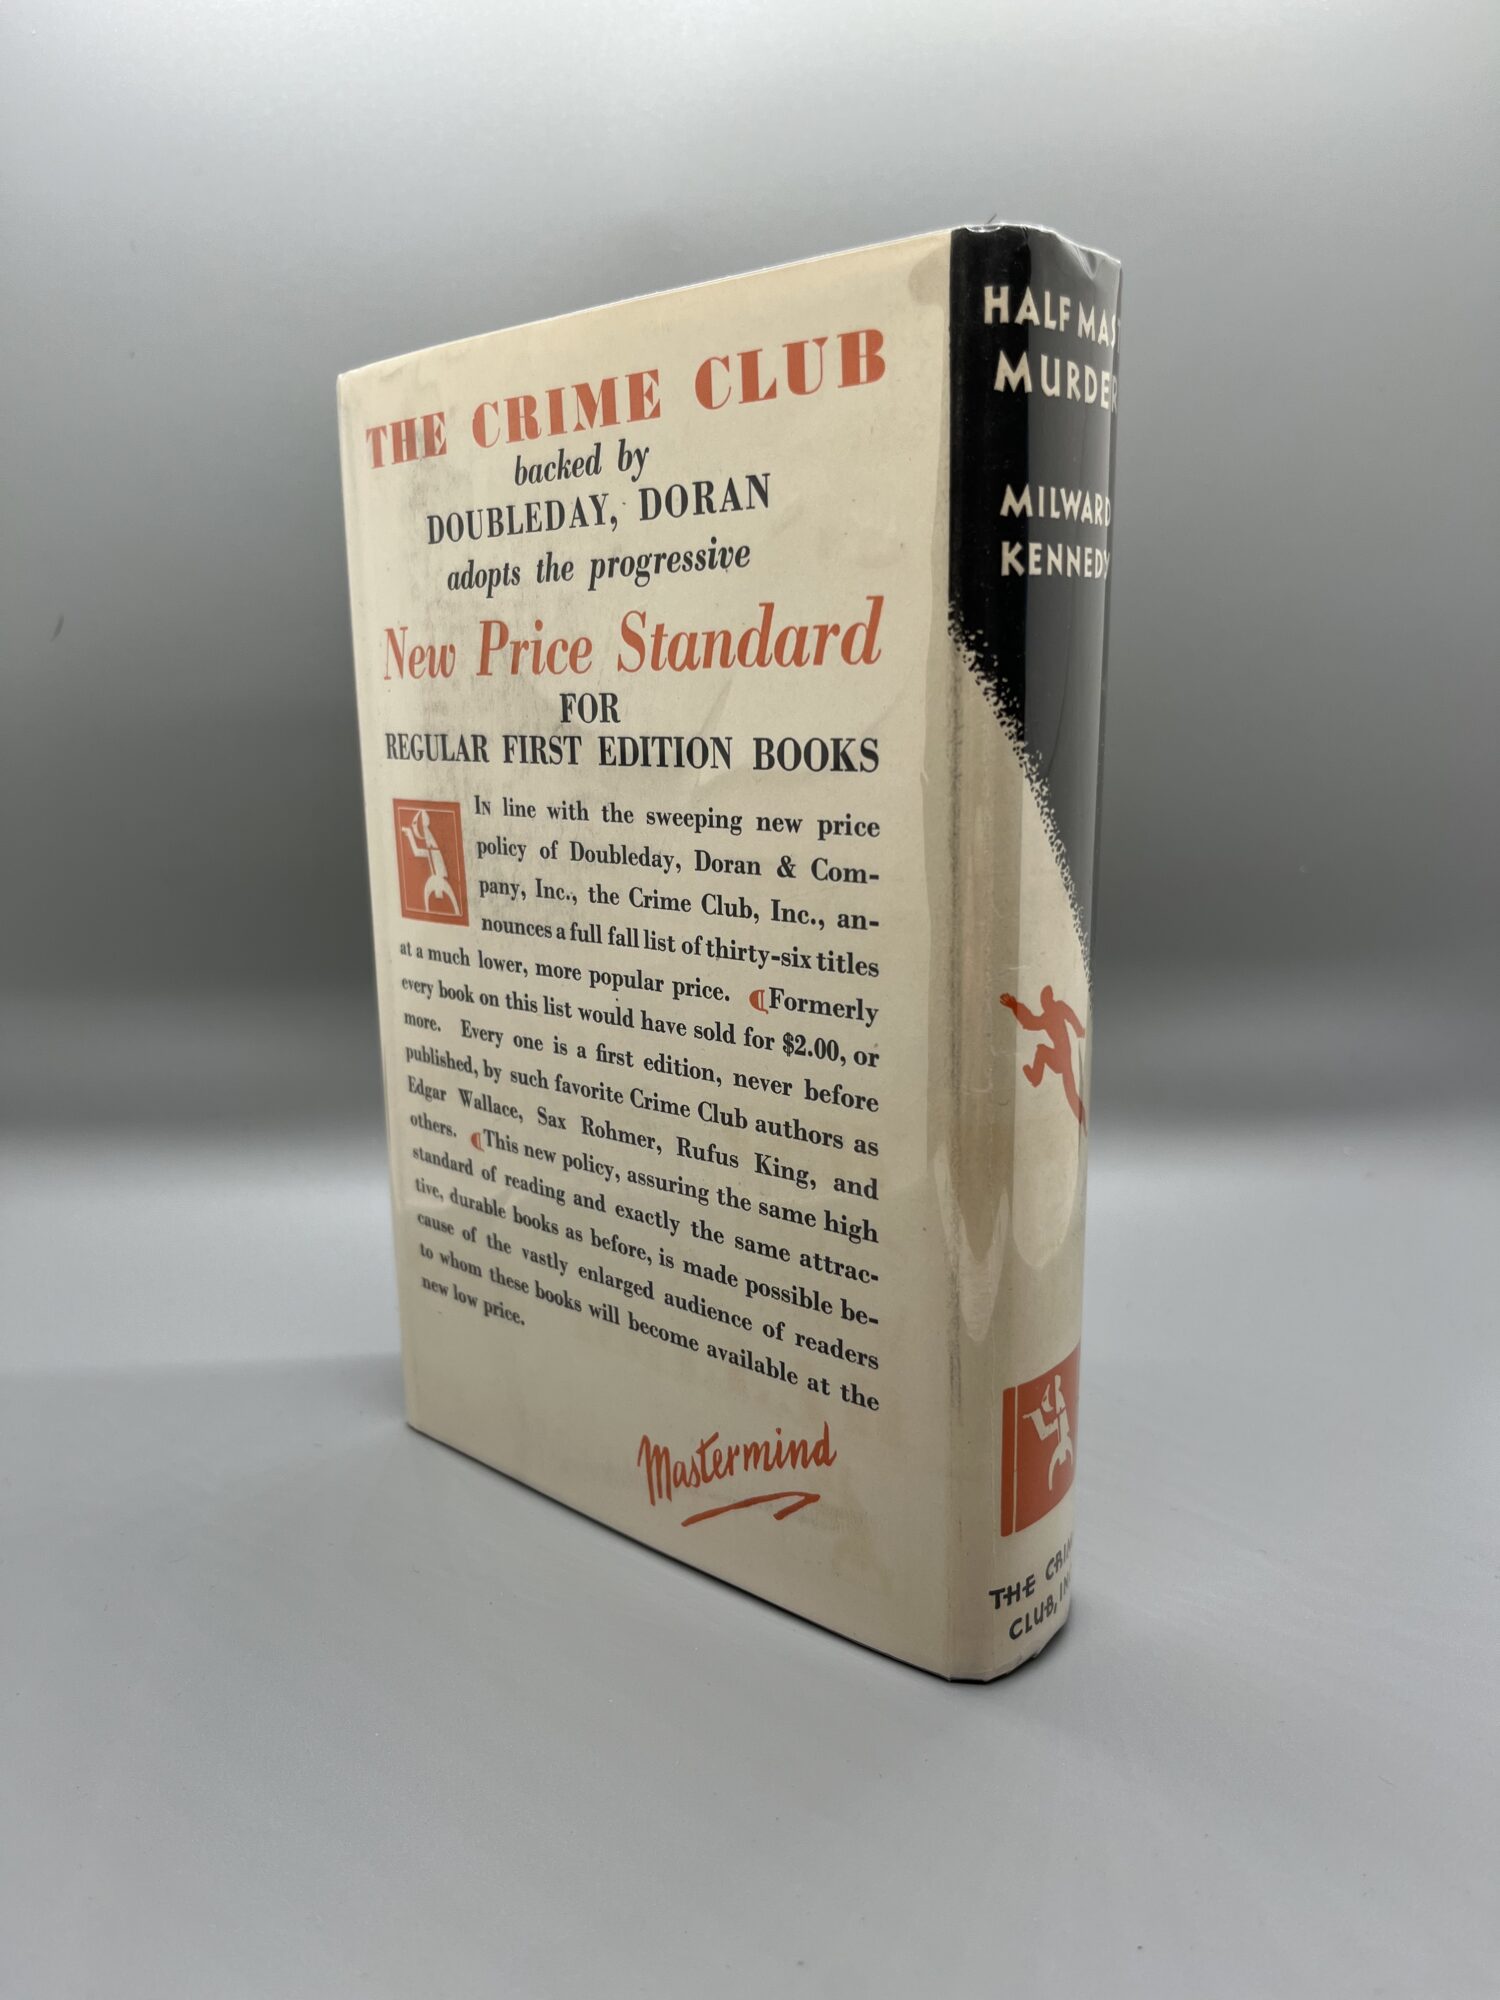 THE CRIME CLUB
backed by
DOUBLEDAY, DORAN
adopts the progressive
New Price Standard
FOR
REGULAR FIRST EDITION BOOKS
IN line with the sweeping new price
policy of Doubleday, Doran & Com-
pany, Inc., the Crime Club, Inc., an-
nounces a full fall list of thirty-six titles
at a much lower, more popular price. ¶Formerly
every book on this list would have sold for $2.00, or
more. Every one is a first edition, never before
published, by such favorite Crime Club authors as
Edgar Wallace, Sax Rohmer, Rufus King, and
others. ¶This new policy, assuring the same high
standard of reading and exactly the same attrac-
tive, durable books as before, is made possible be-
cause of the vastly enlarged audience of readers
to whom these books will become available at the
new low price.
Mastermind
HALF MAS
MURDER
MILWARD
KENNEDY
THE CRIM
CLUB, IN